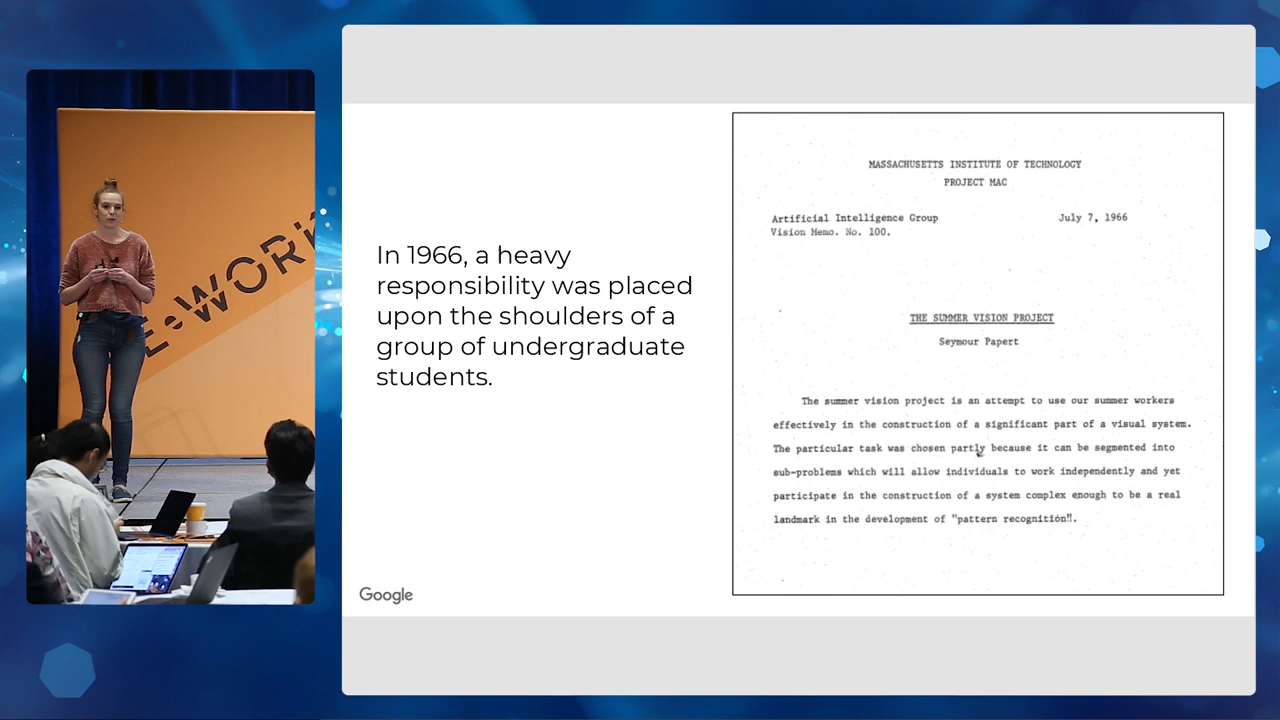 In 1966, a heavy
responsibility was placed
upon the shoulders of a
group of undergraduate
students.
Google
MASSACHUSETTS INSTITUTE OF TECHNOLOGY
PROJECT MAC
Artificial Intelligence Group
July 7, 1966
Vision Memo. No. 100.
THE SUMMER VISION PROJECT
Seymour Papert
The summer vision project is an attempt to use our summer workers
effectively in the construction of a significant part of a visual system.
The particular task was chosen partly because it can be segmented into
sub-problems which will allow individuals to work independently and yet
participate in the construction of a system complex enough to be a real
landmark in the development of "pattern recognition".